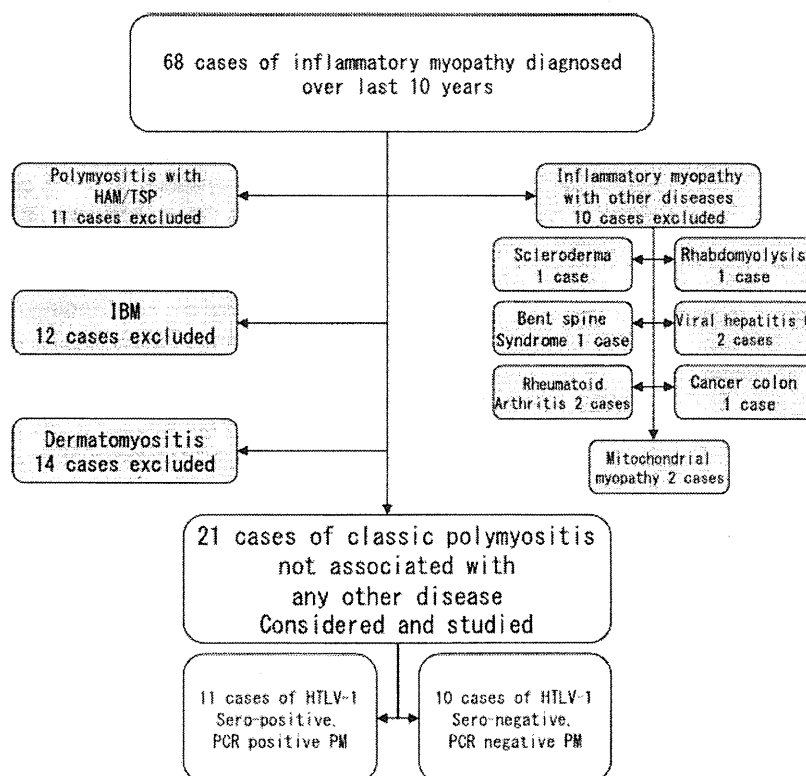 68 cases of inflammatory myopathy diagnosed
over last 10 years
Polymyositis with
HAM/TSP
11 cases excluded
Inflammatory myopathy
with other diseases
10 cases excluded
Scleroderma
1 case
Rhabdomyolysis
1 case
IBM
12 cases excluded
Bent spine
Syndrome 1 case
Viral hepatitis
2 cases
Rheumatoid
Arthritis 2 cases
Cancer colon
1 case
Dermatomyositis
14 cases excluded
Mitochondrial
myopathy 2 cases
21 cases of classic polymyositis
not associated with
any other disease
Considered and studied
11 cases of HTLV-1
Sero-positive,
PCR positive PM
10 cases of HTLV-1
Sero-negative,
PCR negative PM